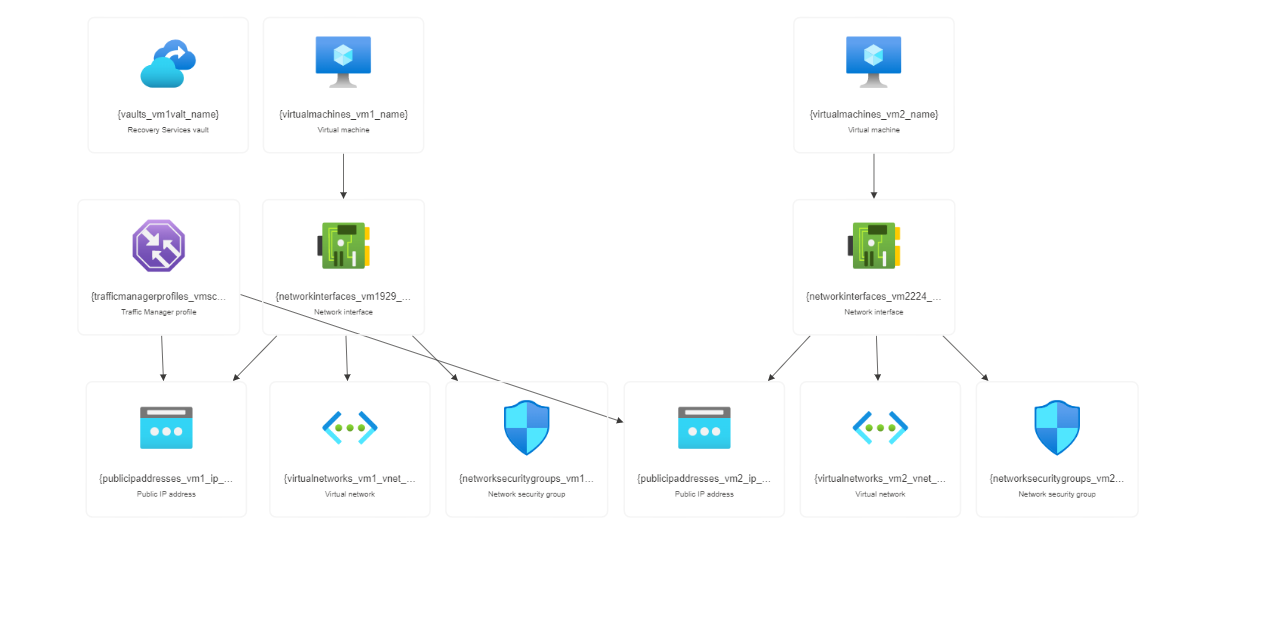 {vaults_vm1valt_name}
Recovery Services vault
{virtualmachines_vm1_name}
Virtual machine
{virtualmachines_vm2_name}
Virtual machine
{trafficmanagerprofiles_vmsc...
Traffic Manager profile
{networkinterfaces_vm1929_...
Network interface
{networkinterfaces_vm2224_...
Network interface
{publicipaddresses_vm1_ip_...
Public IP address
{virtualnetworks_vm1_vnet_...
Virtual network
{networksecuritygroups_vm1...
Network security group
{publicipaddresses_vm2_ip_...
Public IP address
{virtualnetworks_vm2_vnet_...
Virtual network
{networksecuritygroups_vm2...
Network security group